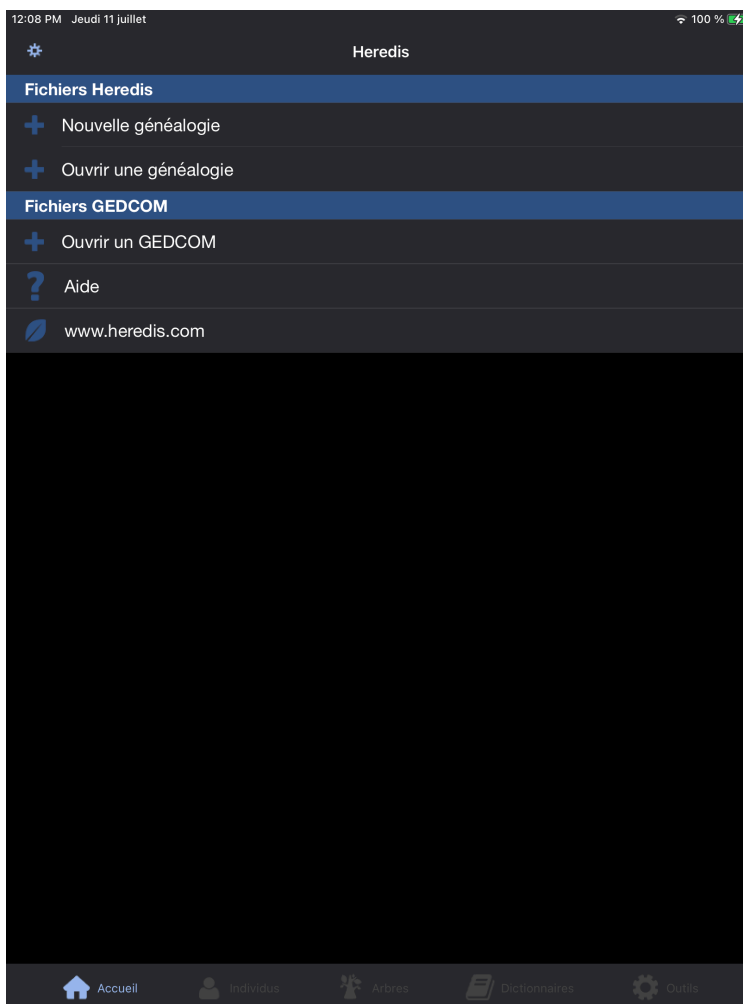 12:08 PM Jeudi 11 juillet 100 %
Heredis
Fichiers Heredis
Nouvelle généalogie
Ouvrir une généalogie
Fichiers GEDCOM
Ouvrir un GEDCOM
Aide
www.heredis.com
Accueil Individus Arbres Dictionnaires Outils